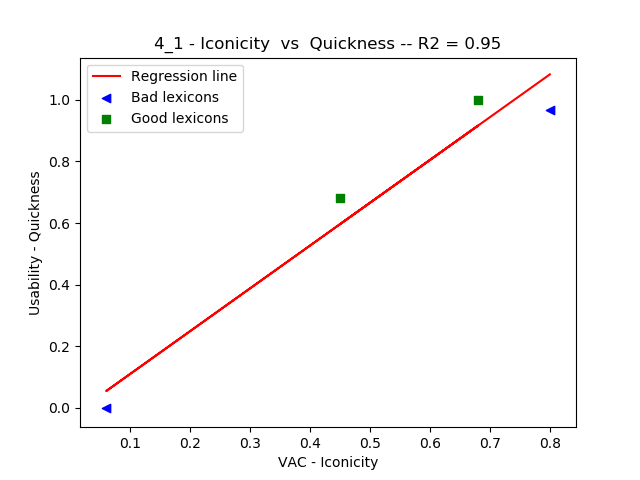 4_1 - Iconicity  vs  Quickness -- R2 = 0.95
Regression line
Bad lexicons
Good lexicons
Usability - Quickness
1.0
0.8
0.6
0.4
0.2
0.0
0.1 0.2 0.3 0.4 0.5 0.6 0.7 0.8
VAC - Iconicity